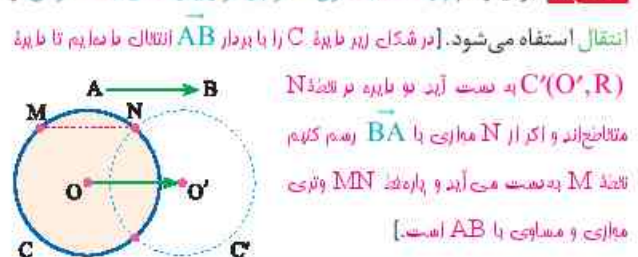 انتقال استفاه می‌شود. [در شکل زیر دایرهٔ C را با بردار AB انتقال داده‌ایم تا دایرهٔ
C′(O′,R) به دست آید دو دایره در نقطهٔ N
متقاطع‌اند و اگر از N موازی با BA رسم کنیم
نقطهٔ M به‌دست می‌آید و پاره‌خط MN وتری
موازی و مساوی با AB است.]
A B
M N
O O′
C C′